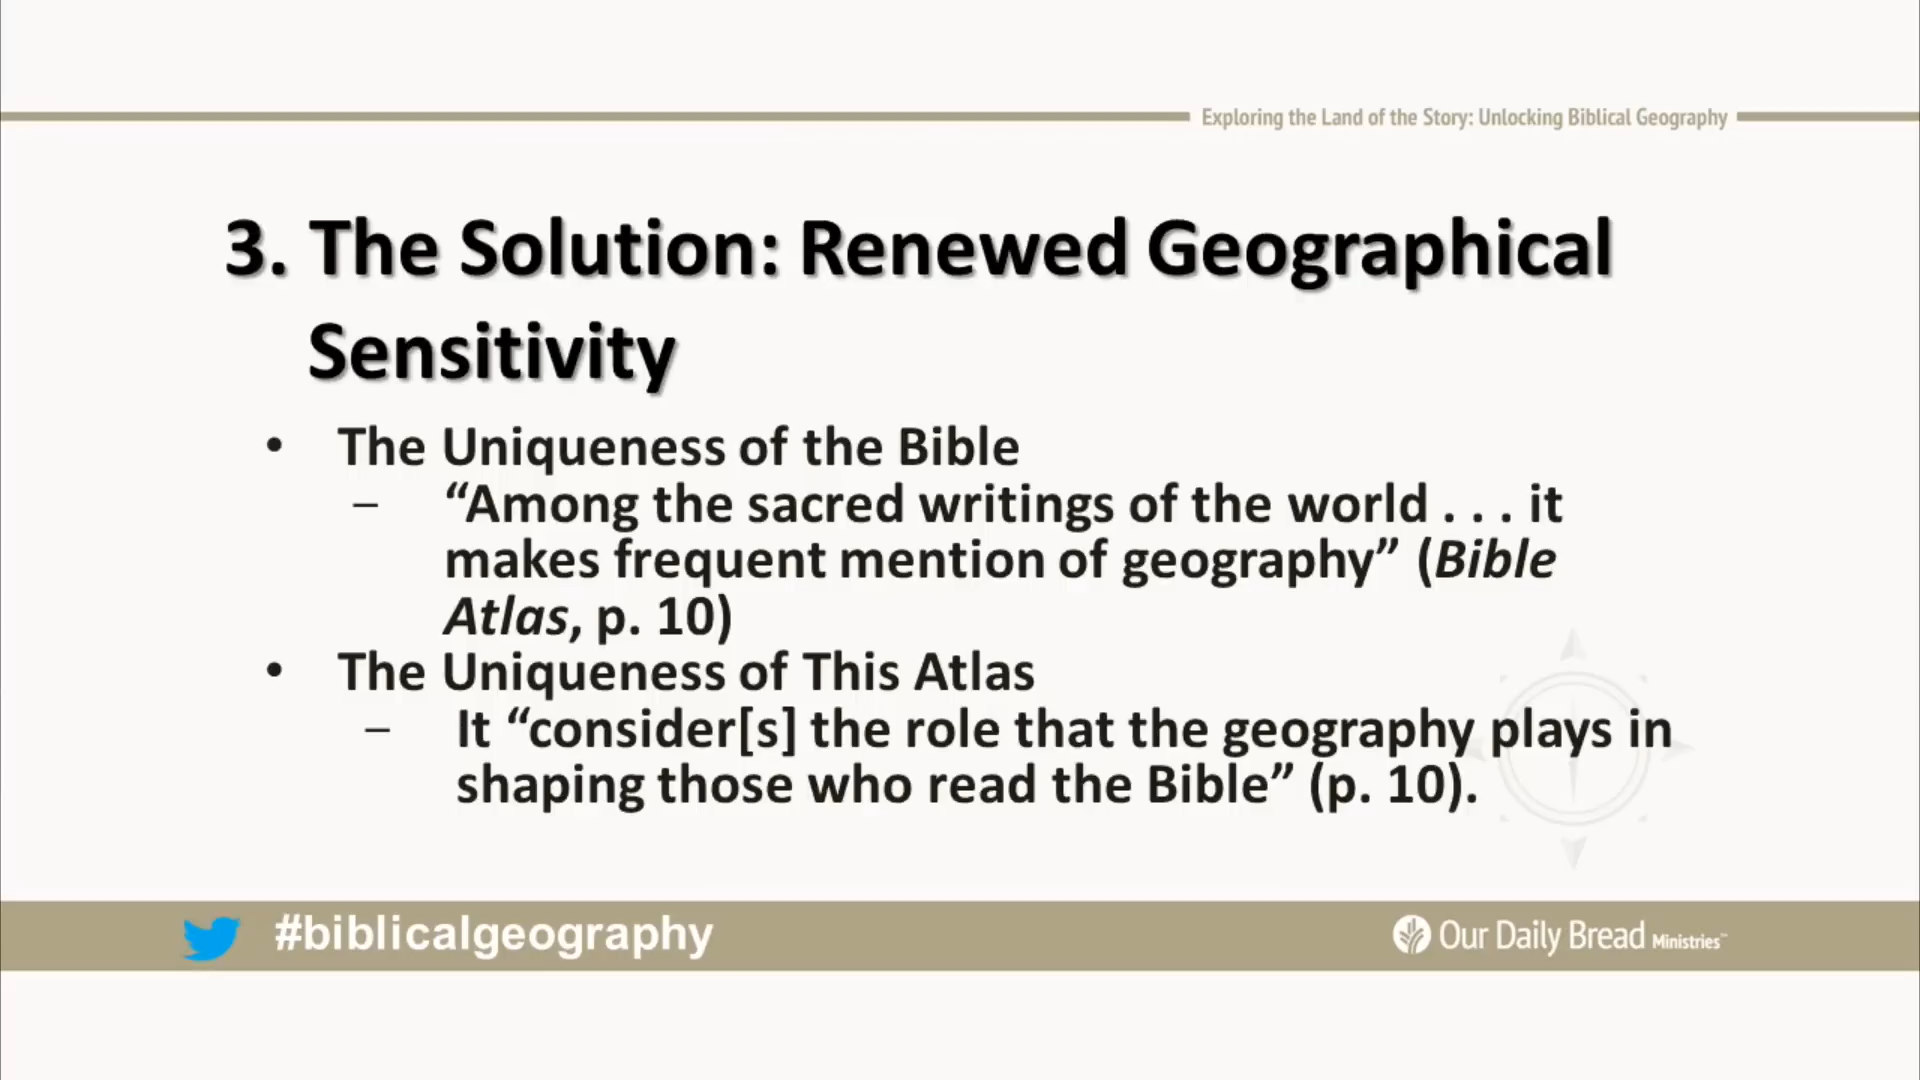 Exploring the Land of the Story: Unlocking Biblical Geography
3. The Solution: Renewed Geographical
Sensitivity
• The Uniqueness of the Bible
– “Among the sacred writings of the world . . . it
makes frequent mention of geography” (Bible
Atlas, p. 10)
• The Uniqueness of This Atlas
– It “consider[s] the role that the geography plays in
shaping those who read the Bible” (p. 10).
#biblicalgeography
Our Daily Bread Ministries™